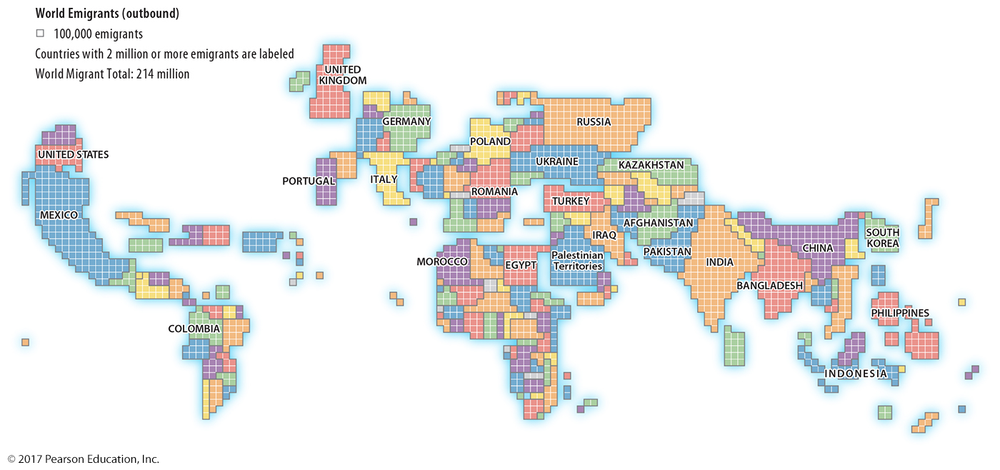 World Emigrants (outbound)
100,000 emigrants
Countries with 2 million or more emigrants are labeled
World Migrant Total: 214 million
UNITED
KINGDOM
GERMANY
RUSSIA
POLAND
UNITED STATES
UKRAINE
KAZAKHSTAN
PORTUGAL
ITALY
ROMANIA
TURKEY
MEXICO
AFGHANISTAN
IRAQ
SOUTH
KOREA
CHINA
PAKISTAN
MOROCCO
EGYPT
Palestinian
Territories
INDIA
BANGLADESH
PHILIPPINES
COLOMBIA
INDONESIA
© 2017 Pearson Education, Inc.